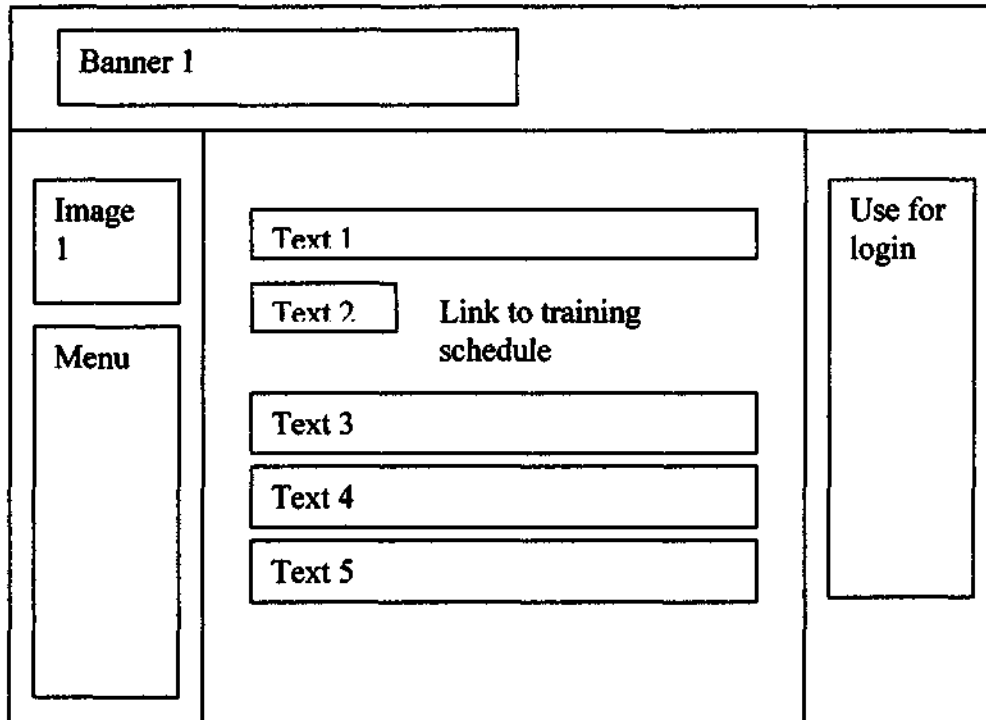 Banner 1
Image
1
Menu
Text 1
Text 2
Link to training
schedule
Text 3
Text 4
Text 5
Use for
login